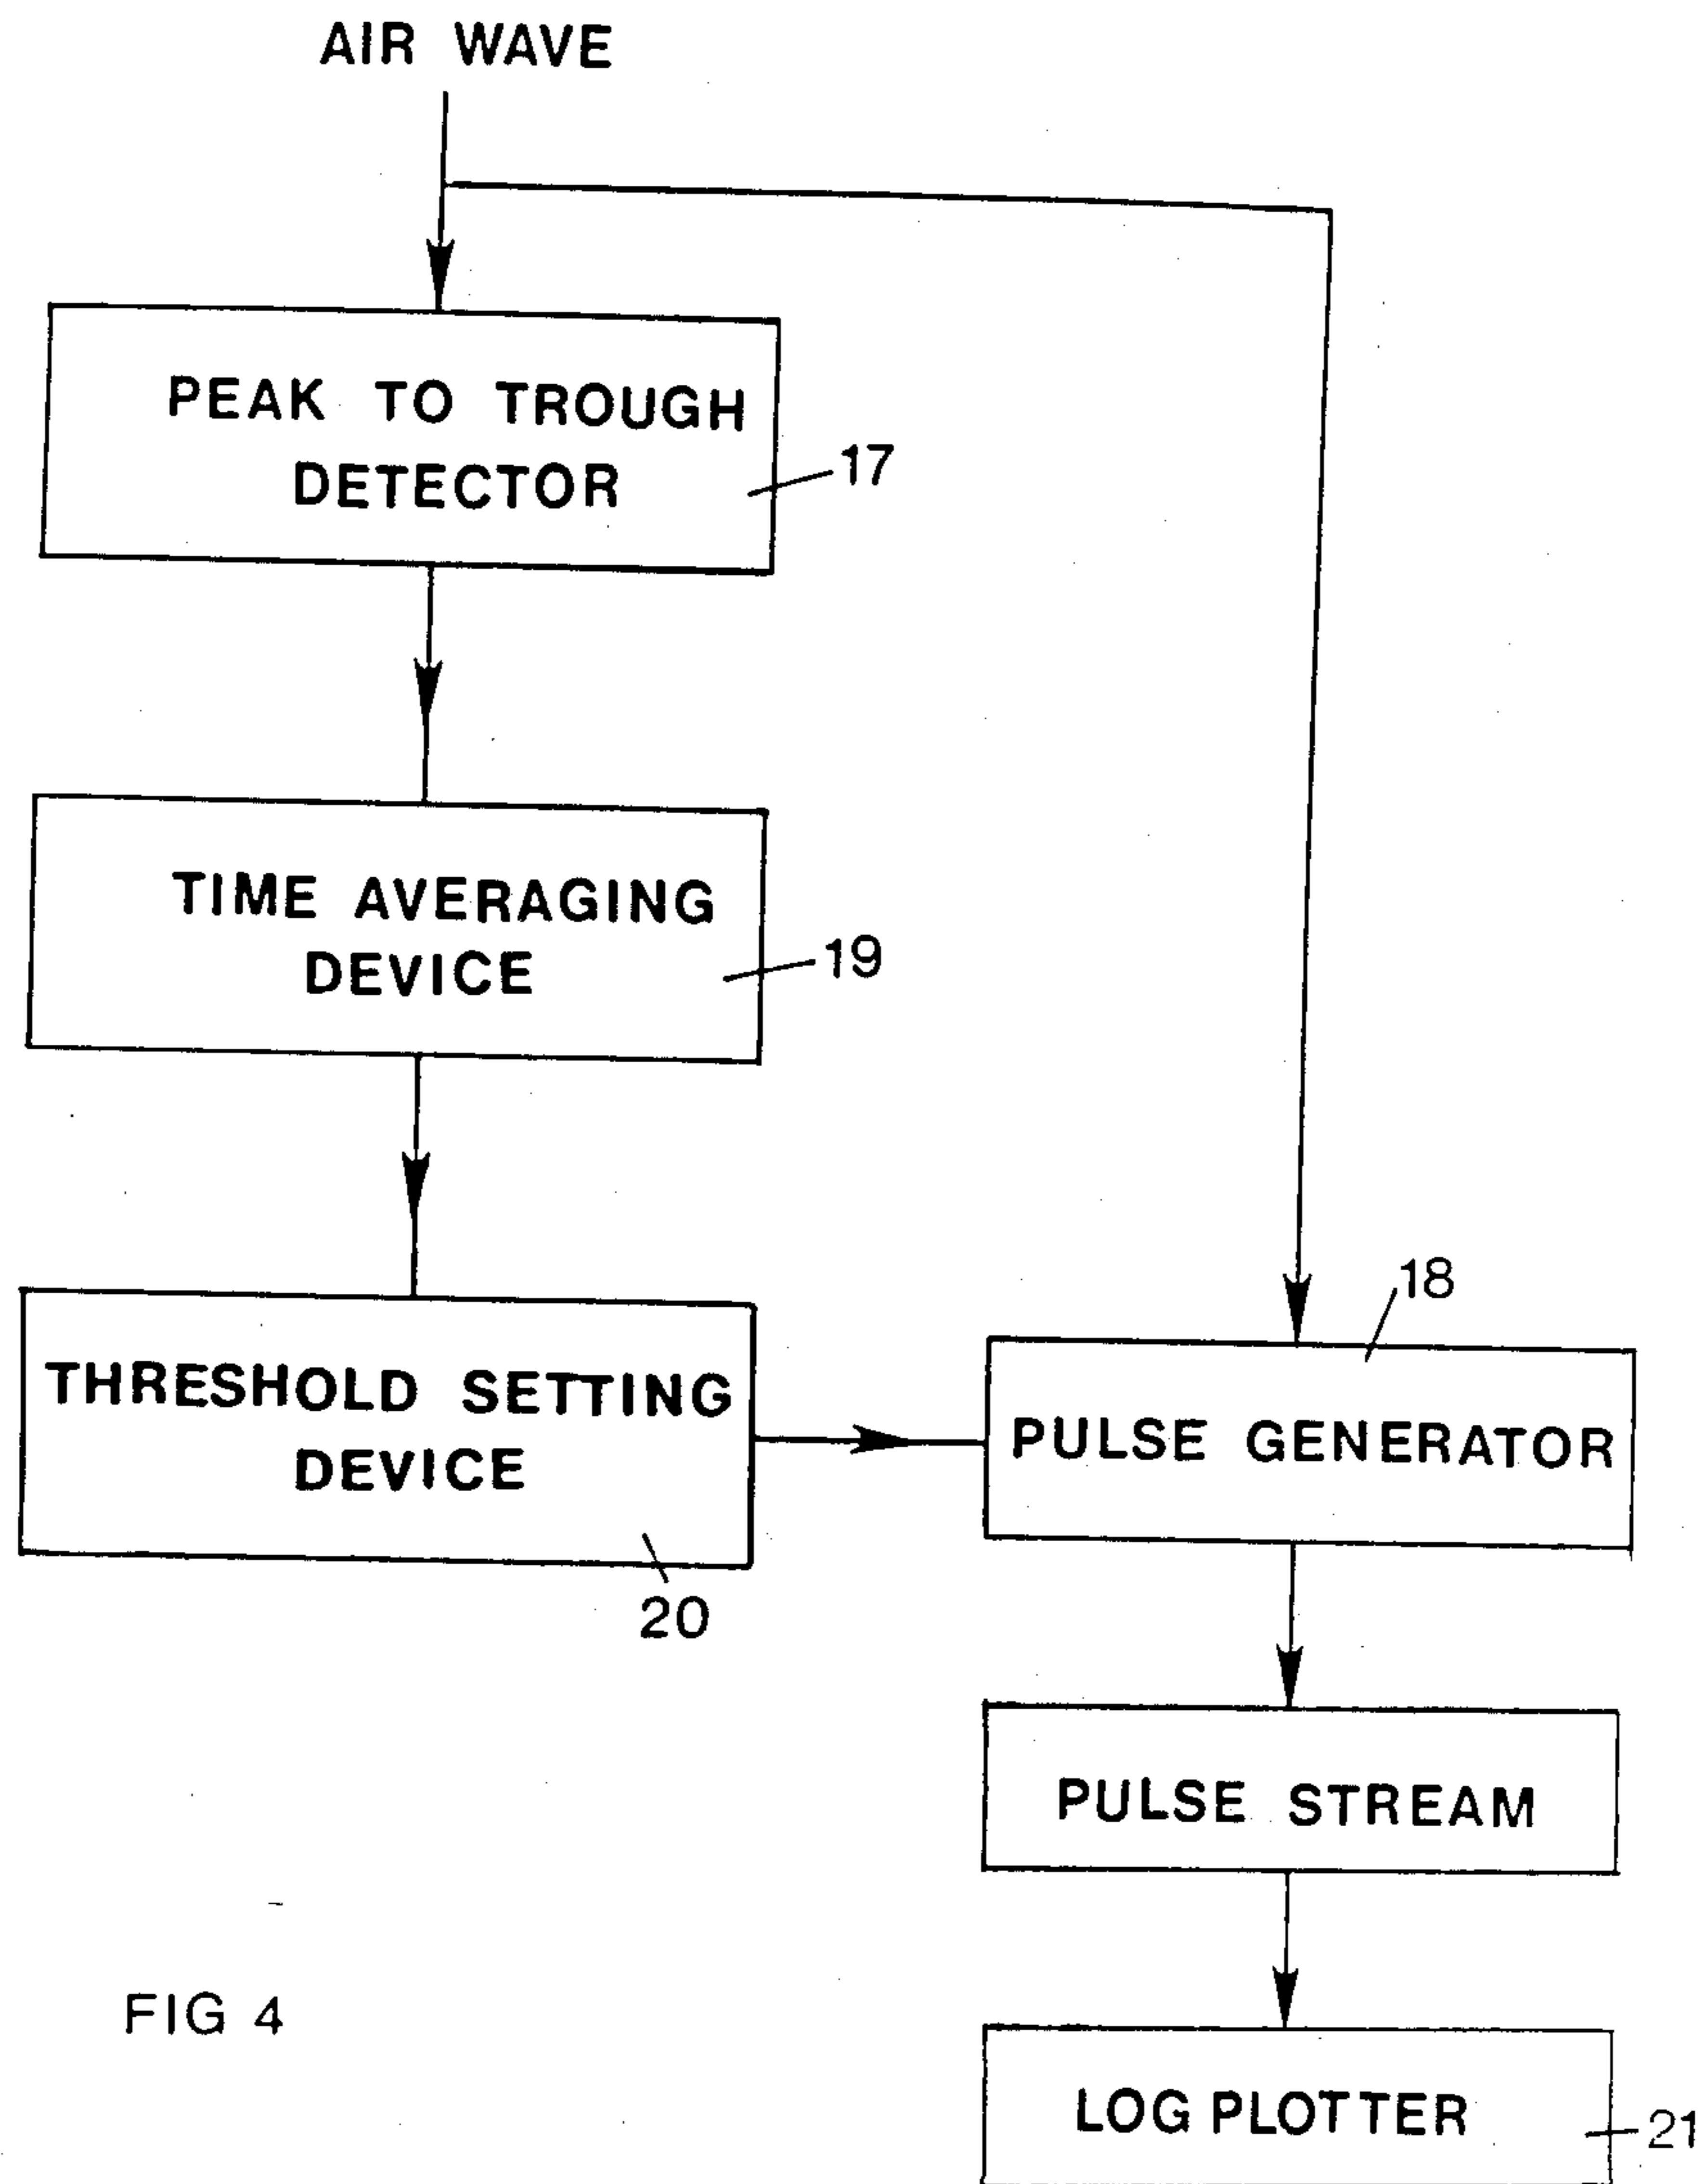 AIR WAVE
PEAK TO TROUGH
DETECTOR
17
TIME AVERAGING
DEVICE
19
THRESHOLD SETTING
DEVICE
20
18
PULSE GENERATOR
PULSE STREAM
LOG PLOTTER
21
FIG 4